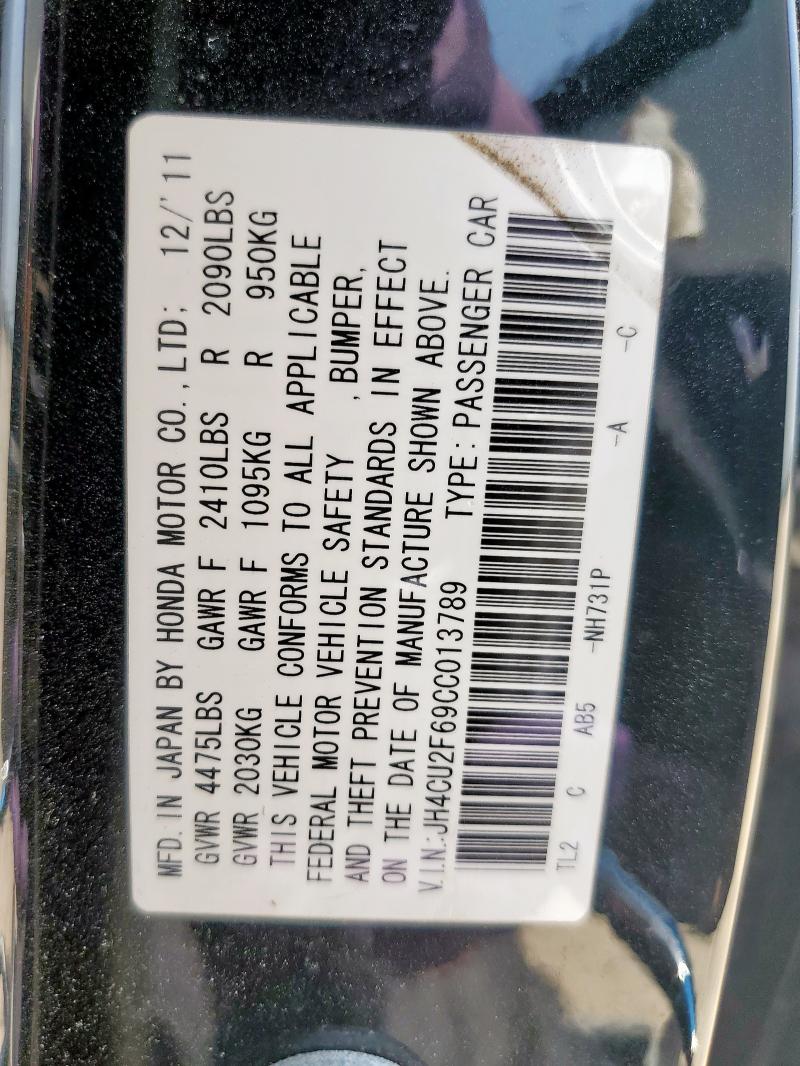 MFD. IN JAPAN BY HONDA MOTOR CO.,LTD; 12/'11
GVWR 4475LBS GAWR F 2410LBS R 2090LBS
GVWR 2030KG GAWR F 1095KG R 950KG
THIS VEHICLE CONFORMS TO ALL APPLICABLE
FEDERAL MOTOR VEHICLE SAFETY ,BUMPER,
AND THEFT PREVENTION STANDARDS IN EFFECT
ON THE DATE OF MANUFACTURE SHOWN ABOVE.
V.I.N.:JH4CU2F69CC013789 TYPE:PASSENGER CAR
TL2 C AB5 -NH731P -A -C